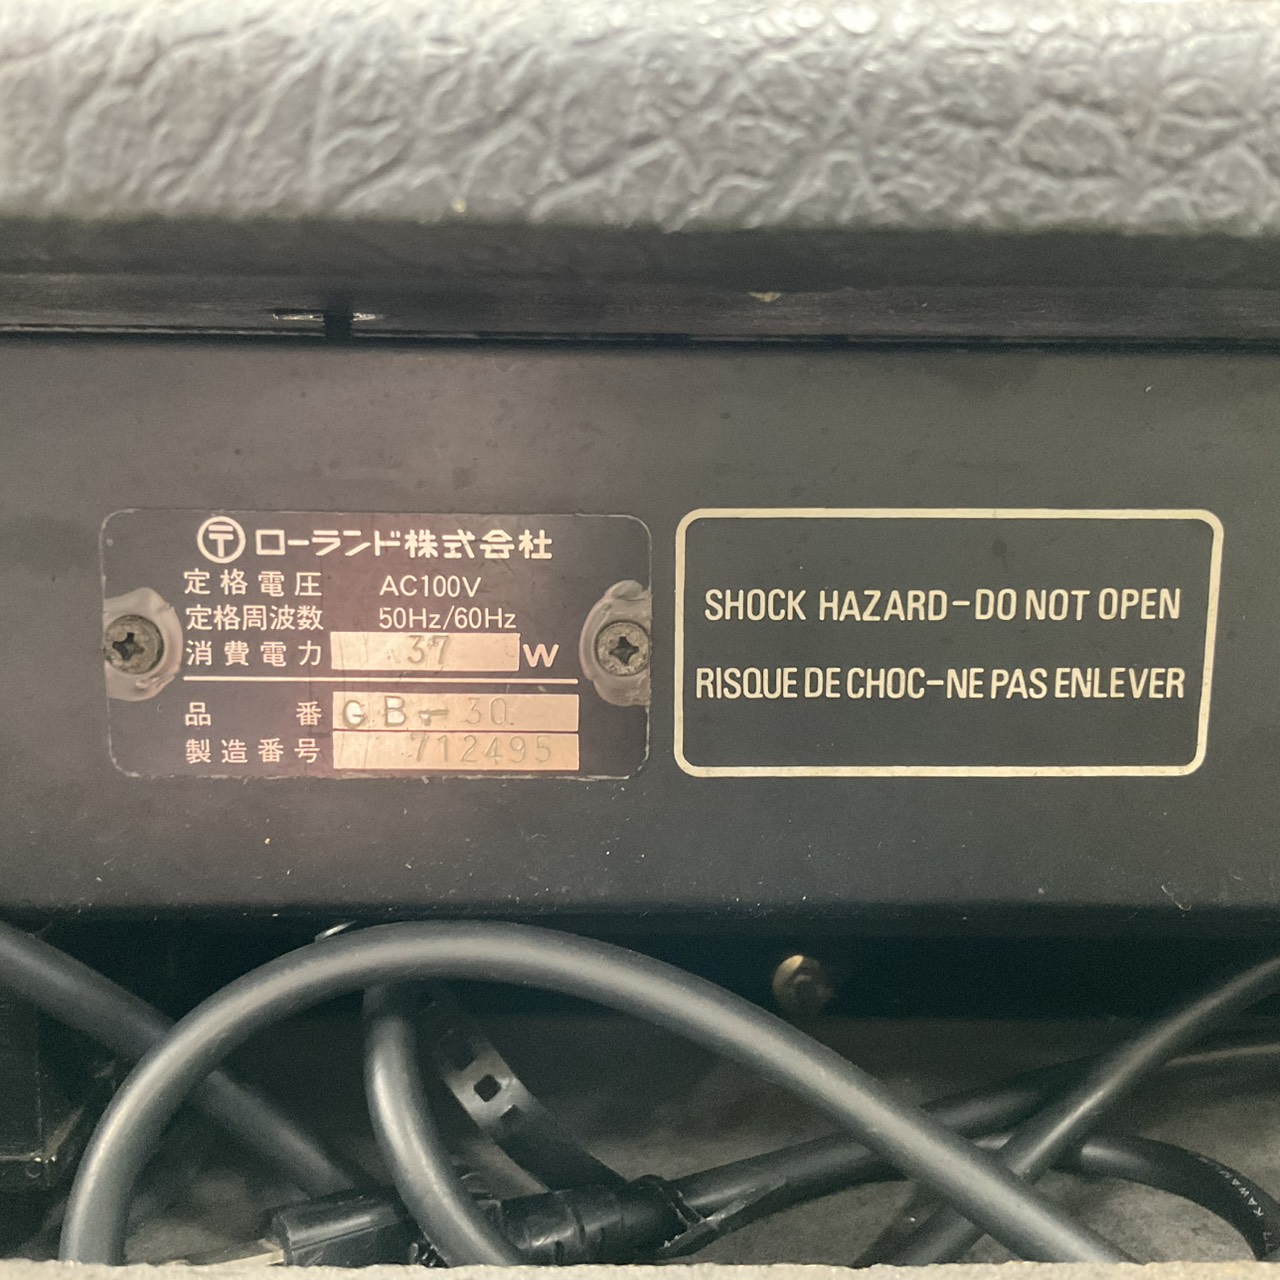 〒 ローランド株式会社
定格電圧 AC100V
定格周波数 50Hz/60Hz
消費電力 37 W
品番 GB-30
製造番号 712495
SHOCK HAZARD-DO NOT OPEN
RISQUE DE CHOC-NE PAS ENLEVER